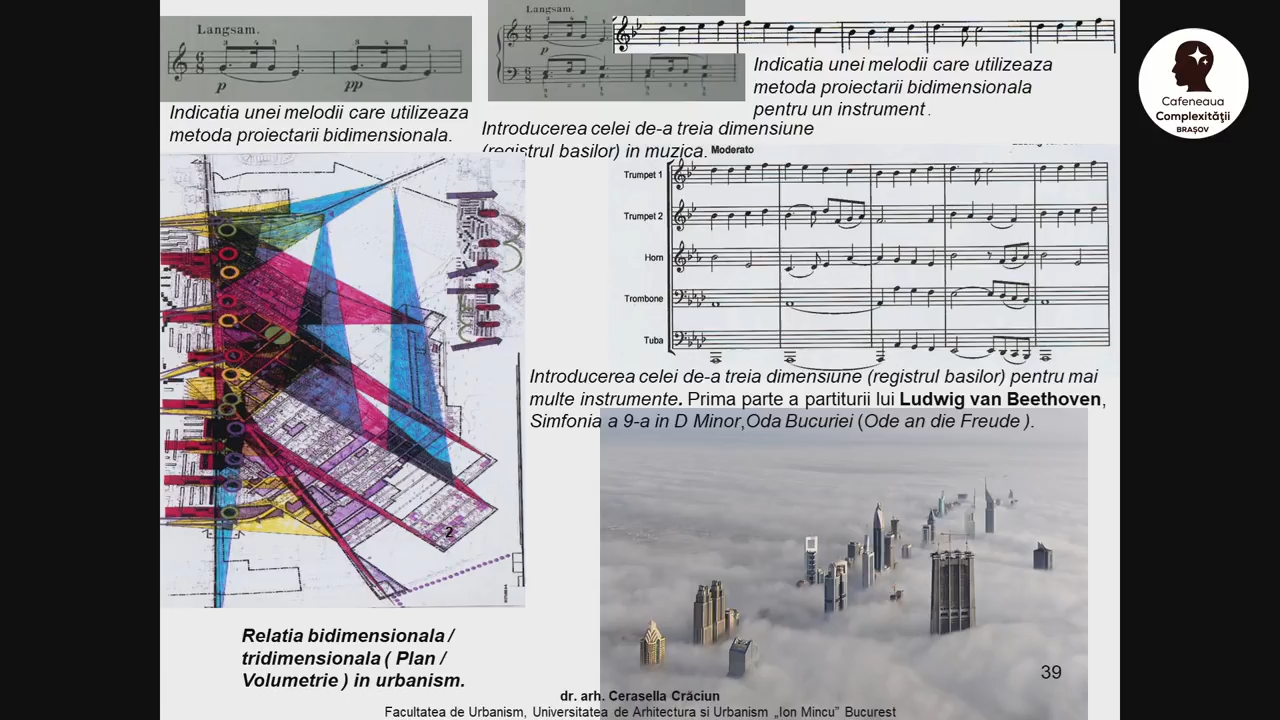 Langsam.
p
pp
Indicatia unei melodii care utilizeaza
metoda proiectarii bidimensionala.
Langsam.
p
Introducerea celei de-a treia dimensiune
(registrul basilor) in muzica.
Indicatia unei melodii care utilizeaza
metoda proiectarii bidimensionala
pentru un instrument .
Moderato
Trumpet 1
Trumpet 2
Horn
Trombone
Tuba
Introducerea celei de-a treia dimensiune (registrul basilor) pentru mai
multe instrumente. Prima parte a partiturii lui Ludwig van Beethoven,
Simfonia a 9-a in D Minor,Oda Bucuriei (Ode an die Freude ).
2
Relatia bidimensionala /
tridimensionala ( Plan /
Volumetrie ) in urbanism.
39
dr. arh. Cerasella Crăciun
Facultatea de Urbanism, Universitatea de Arhitectura si Urbanism „Ion Mincu” Bucurest
Cafeneaua
Complexităţii
BRAȘOV